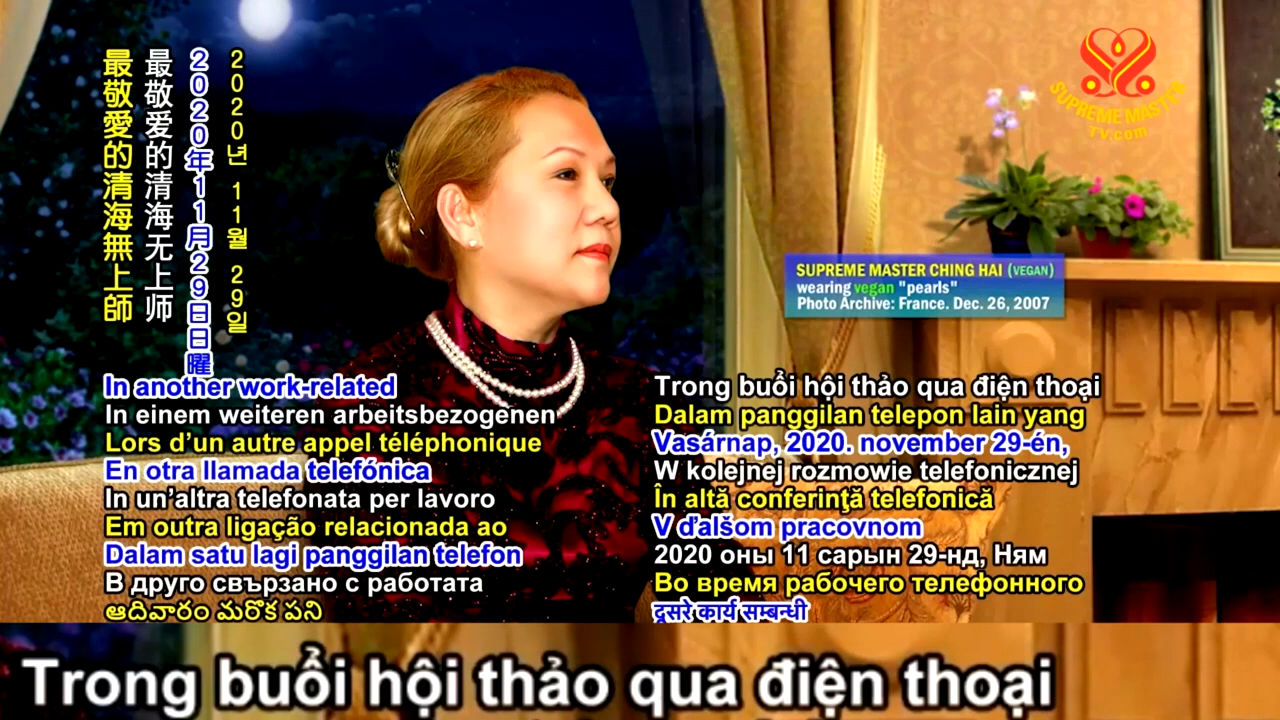 最敬愛的清海無上師
最敬爱的清海无上师
2020年11月29日日曜
2020년 11월 29일
SUPREME MASTER
TV.com
SUPREME MASTER CHING HAI (VEGAN)
wearing vegan "pearls"
Photo Archive: France. Dec. 26, 2007
In another work-related
In einem weiteren arbeitsbezogenen
Lors d’un autre appel téléphonique
En otra llamada telefónica
In un’altra telefonata per lavoro
Em outra ligação relacionada ao
Dalam satu lagi panggilan telefon
В друго свързано с работата
ఆదివారం మరొక పని
Trong buổi hội thảo qua điện thoại
Dalam panggilan telepon lain yang
Vasárnap, 2020. november 29-én,
W kolejnej rozmowie telefonicznej
În altă conferinţă telefonică
V ďalšom pracovnom
2020 оны 11 сарын 29-нд, Ням
Во время рабочего телефонного
दूसरे कार्य सम्बन्धी
Trong buổi hội thảo qua điện thoại